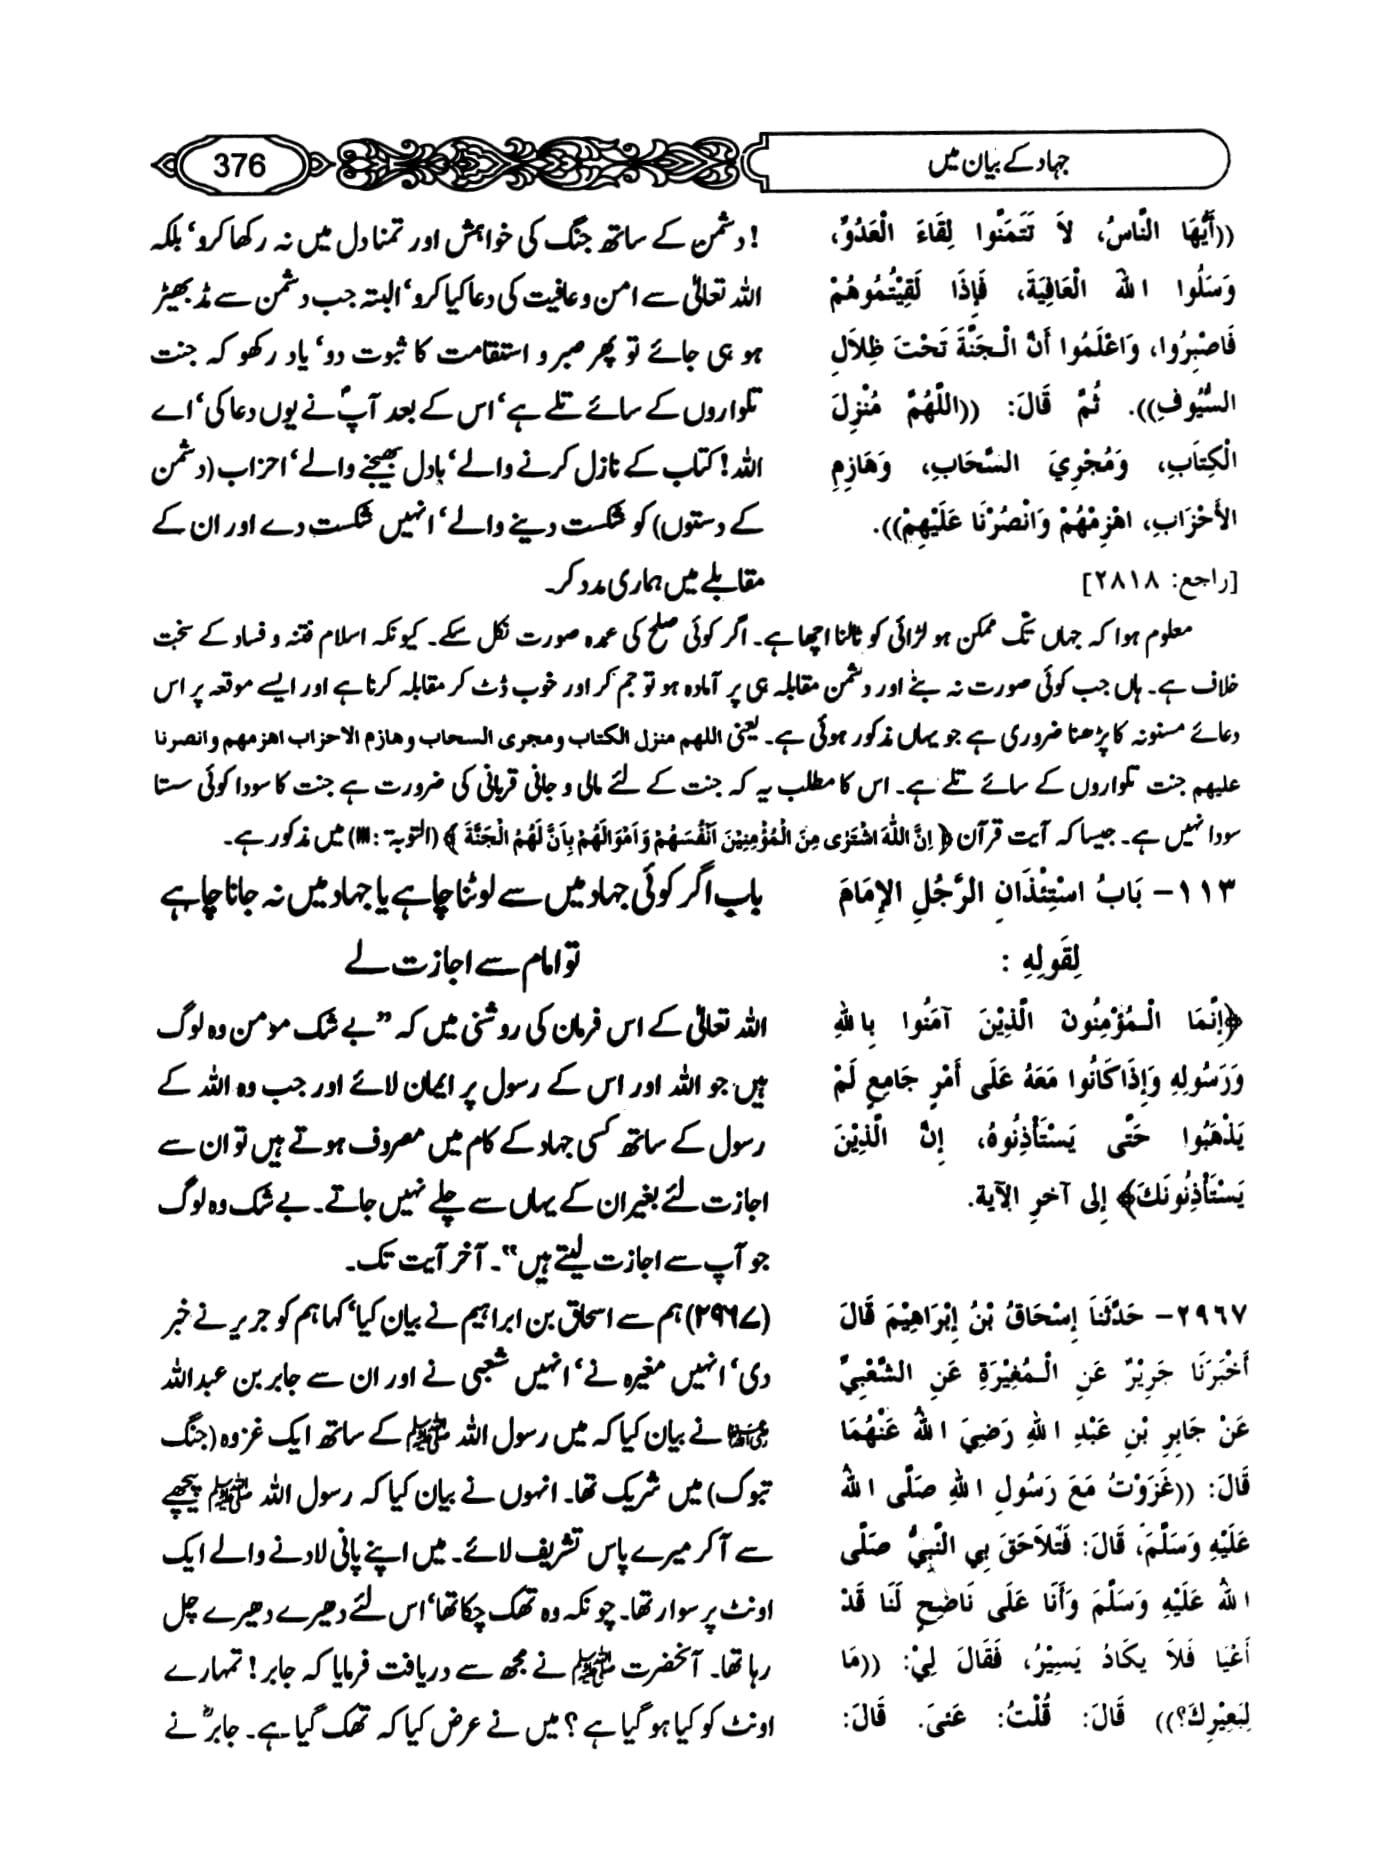 جہاد کے بیان میں
376
((أَيُّهَا النَّاسُ، لاَ تَتَمَنَّوا لِقَاءَ الْعَدُوِّ،
وَسَلُوا اللهَ الْعَافِيَةَ، فَإِذَا لَقِيْتُمُوهُمْ
فَاصْبِرُوا، وَاعْلَمُوا أَنَّ الْـجَنَّةَ تَحْتَ ظِلاَلِ
السُّيُوفِ)). ثُمَّ قَالَ: ((اللَّهُمَّ مُنْزِلَ
الْكِتَابِ، وَمُجْرِيَ السَّحَابِ، وَهَازِمِ
الأَحْزَابِ، اهْزِمْهُمْ وَانْصُرْنَا عَلَيْهِمْ)).
[راجع: ٢٨١٨]
! دشمن کے ساتھ جنگ کی خواہش اور تمنا دل میں نہ رکھا کرو‘ بلکہ
اللہ تعالیٰ سے امن و عافیت کی دعا کیا کرو‘ البتہ جب دشمن سے مڈ بھیڑ
ہو ہی جائے تو پھر صبر و استقامت کا ثبوت دو‘ یاد رکھو کہ جنت
تلواروں کے سائے تلے ہے‘ اس کے بعد آپؐ نے یوں دعا کی‘ اے
اللہ! کتاب کے نازل کرنے والے‘ بادل بھیجنے والے‘ احزاب (دشمن
کے دستوں) کو شکست دینے والے‘ انہیں شکست دے اور ان کے
مقابلے میں ہماری مدد کر۔
معلوم ہوا کہ جہاں تک ممکن ہو لڑائی کو ٹالنا اچھا ہے۔ اگر کوئی صلح کی عمدہ صورت نکل سکے۔ کیونکہ اسلام فتنہ و فساد کے سخت
خلاف ہے۔ ہاں جب کوئی صورت نہ بنے اور دشمن مقابلہ ہی پر آمادہ ہو تو جم کر اور خوب ڈٹ کر مقابلہ کرنا ہے اور ایسے موقعہ پر اس
دعائے مسنونہ کا پڑھنا ضروری ہے جو یہاں مذکور ہوئی ہے۔ یعنی اللهم منزل الكتاب ومجرى السحاب وهازم الاحزاب اهزمهم وانصرنا
عليهم جنت تلواروں کے سائے تلے ہے۔ اس کا مطلب یہ کہ جنت کے لئے مالی و جانی قربانی کی ضرورت ہے جنت کا سودا کوئی سستا
سودا نہیں ہے۔ جیسا کہ آیت قرآن ﴿ اِنَّ اللّٰهَ اشْتَرٰى مِنَ الْمُؤْمِنِيْنَ اَنْفُسَهُمْ وَاَمْوَالَهُمْ بِاَنَّ لَهُمُ الْجَنَّةَ ﴾ (التوبۃ: ۱۱۱) میں مذکور ہے۔
١١٣- بَابُ اسْتِئْذَانِ الرَّجُلِ الإِمَامَ
لِقَولِهِ :
﴿إِنَّمَا الْـمُؤْمِنُونَ الَّذِيْنَ آمَنُوا بِاللهِ
وَرَسُولِهِ وَإِذَا كَانُوا مَعَهُ عَلَى أَمْرٍ جَامِعٍ لَمْ
يَذْهَبُوا حَتَّى يَسْتَأْذِنُوهُ، إِنَّ الَّذِيْنَ
يَسْتَأْذِنُونَكَ﴾ إِلى آخرِ الآية.
باب اگر کوئی جہاد میں سے لوٹنا چاہے یا جہاد میں نہ جانا چاہے
تو امام سے اجازت لے
اللہ تعالیٰ کے اس فرمان کی روشنی میں کہ ”بے شک مومن وہ لوگ
ہیں جو اللہ اور اس کے رسول پر ایمان لائے اور جب وہ اللہ کے
رسول کے ساتھ کسی جہاد کے کام میں مصروف ہوتے ہیں تو ان سے
اجازت لئے بغیر ان کے یہاں سے چلے نہیں جاتے۔ بے شک وہ لوگ
جو آپ سے اجازت لیتے ہیں“۔ آخر آیت تک۔
٢٩٦٧- حَدَّثَنَا إِسْحَاقُ بْنُ إِبْرَاهِيْمَ قَالَ
أَخْبَرَنَا جَرِيْرٌ عَنِ الْـمُغِيْرَةِ عَنِ الشَّعْبِيِّ
عَنْ جَابِرِ بْنِ عَبْدِ اللهِ رَضِيَ اللهُ عَنْهُمَا
قَالَ: ((غَزَوْتُ مَعَ رَسُولِ اللهِ صَلَّى اللهُ
عَلَيْهِ وَسَلَّمَ، قَالَ: فَتَلاَحَقَ بِي النَّبِيُّ صَلَّى
اللهُ عَلَيْهِ وَسَلَّمَ وَأَنَا عَلَى نَاضِحٍ لَنَا قَدْ
أَعْيَا فَلاَ يَكَادُ يَسِيْرُ، فَقَالَ لِيْ: ((مَا
لِبَعِيْرِكَ؟)) قَالَ: قُلْتُ: عَيِيَ. قَالَ:
(۲۹۶۷) ہم سے اسحاق بن ابراہیم نے بیان کیا‘ کہا ہم کو جریر نے خبر
دی‘ انہیں مغیرہ نے‘ انہیں شعبی نے اور ان سے جابر بن عبداللہ
رضی اللہ عنہما نے بیان کیا کہ میں رسول اللہ ﷺ کے ساتھ ایک غزوہ (جنگ
تبوک) میں شریک تھا۔ انہوں نے بیان کیا کہ رسول اللہ ﷺ پیچھے
سے آکر میرے پاس تشریف لائے۔ میں اپنے پانی لادنے والے ایک
اونٹ پر سوار تھا۔ چونکہ وہ تھک چکا تھا‘ اس لئے دھیرے دھیرے چل
رہا تھا۔ آنحضرت ﷺ نے مجھ سے دریافت فرمایا کہ جابر! تمہارے
اونٹ کو کیا ہو گیا ہے؟ میں نے عرض کیا کہ تھک گیا ہے۔ جابرؓ نے